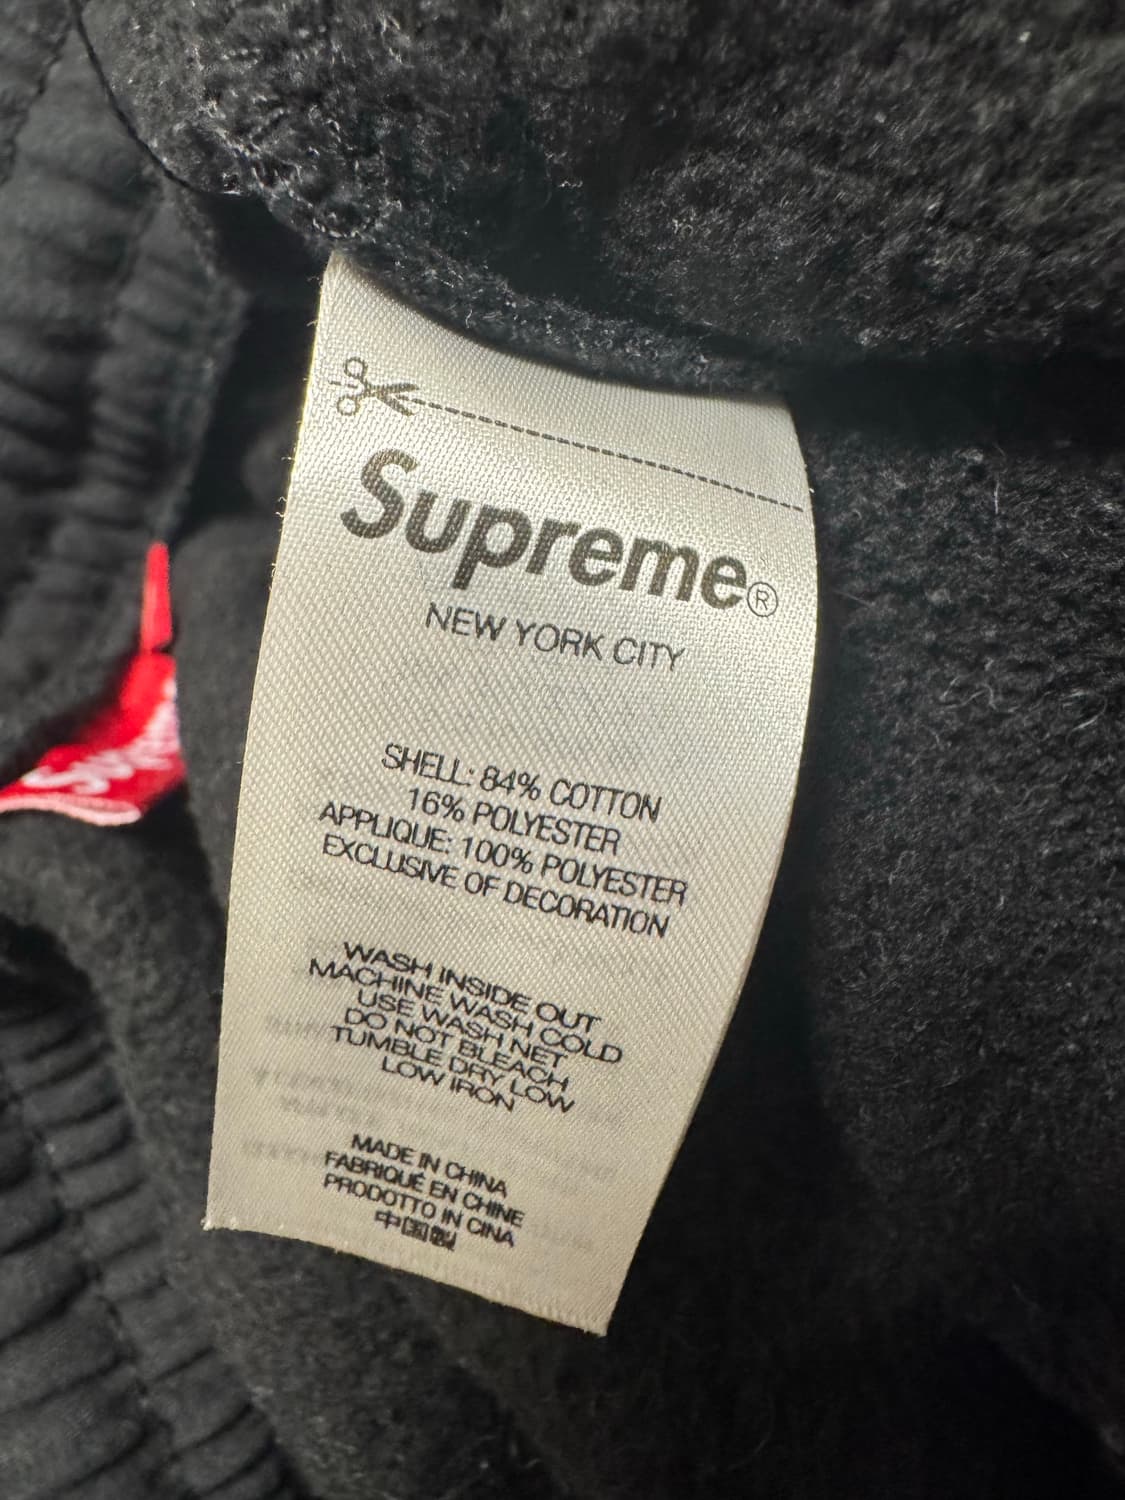 Supreme®
NEW YORK CITY
SHELL: 84% COTTON
16% POLYESTER
APPLIQUE: 100% POLYESTER
EXCLUSIVE OF DECORATION
WASH INSIDE OUT
MACHINE WASH COLD
USE WASH NET
DO NOT BLEACH
TUMBLE DRY LOW
LOW IRON
MADE IN CHINA
FABRIQUÉ EN CHINE
PRODOTTO IN CINA
中国製
Supreme